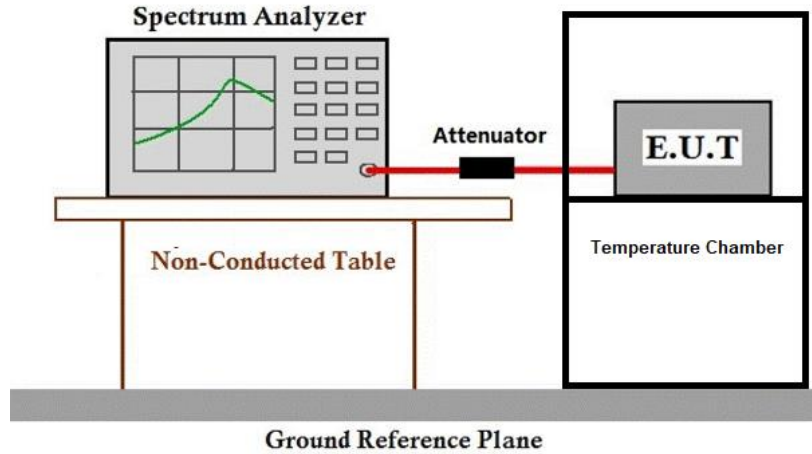 Spectrum Analyzer
Attenuator
E.U.T
Non-Conducted Table
Temperature Chamber
Ground Reference Plane